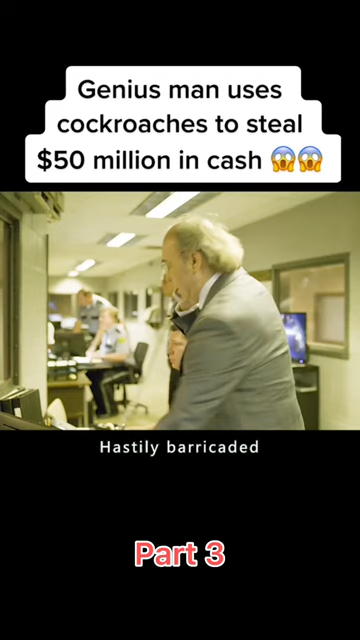 Genius man uses
cockroaches to steal
$50 million in cash 😱😱
Hastily barricaded
Part 3